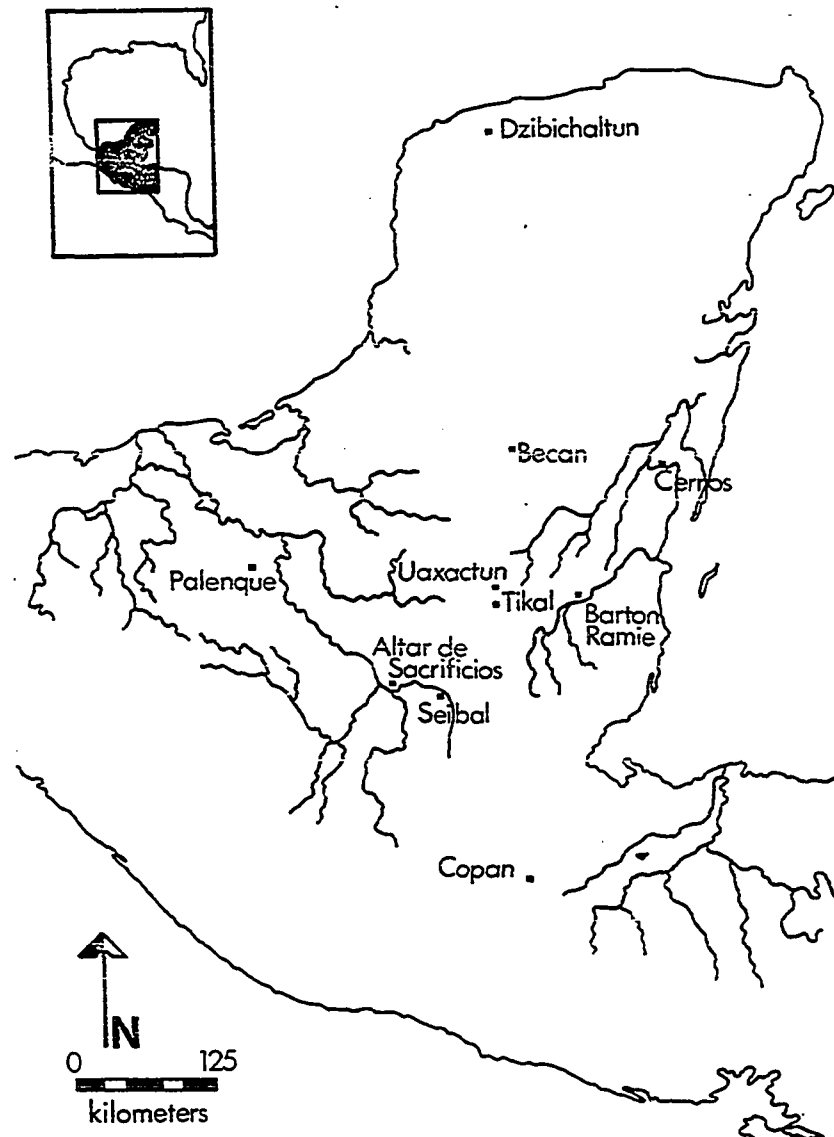 Dzibichaltun
Becan
Cerros
Uaxactun
Palenque
Tikal
Barton
Ramie
Altar de
Sacrificios
Seibal
Copan
N
0 125
kilometers